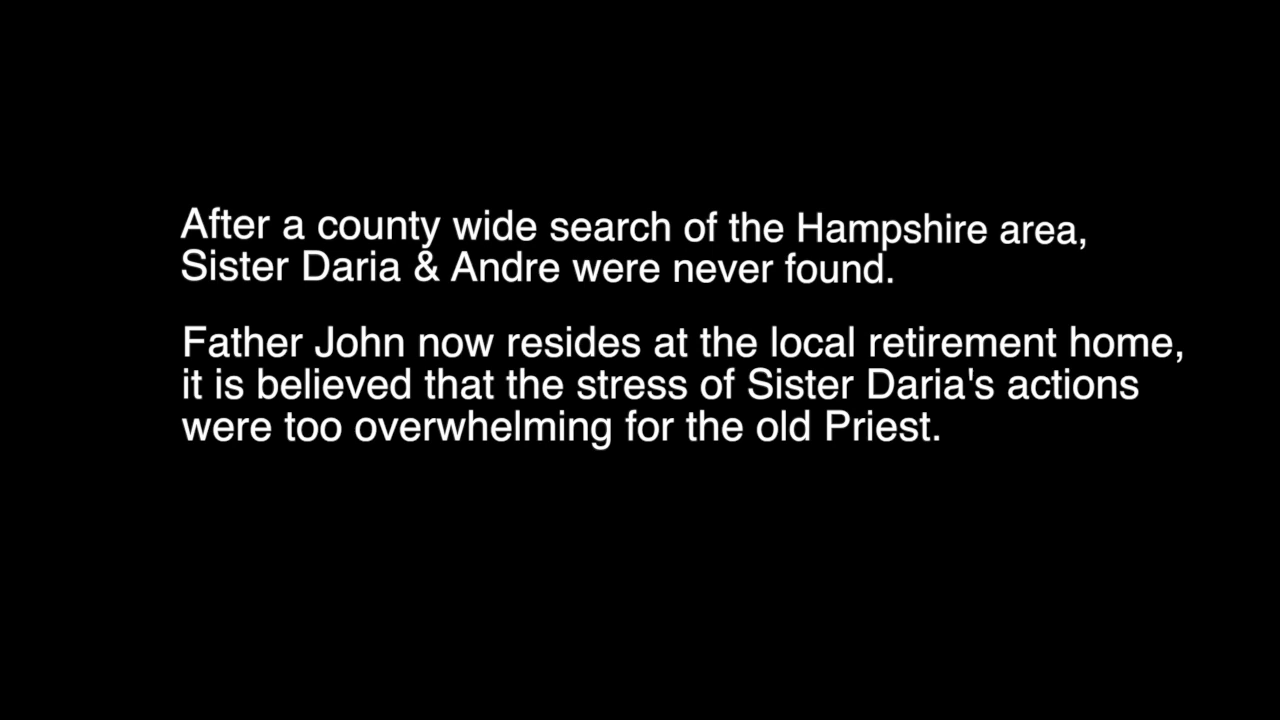 After a county wide search of the Hampshire area,
Sister Daria & Andre were never found.
Father John now resides at the local retirement home,
it is believed that the stress of Sister Daria's actions
were too overwhelming for the old Priest.